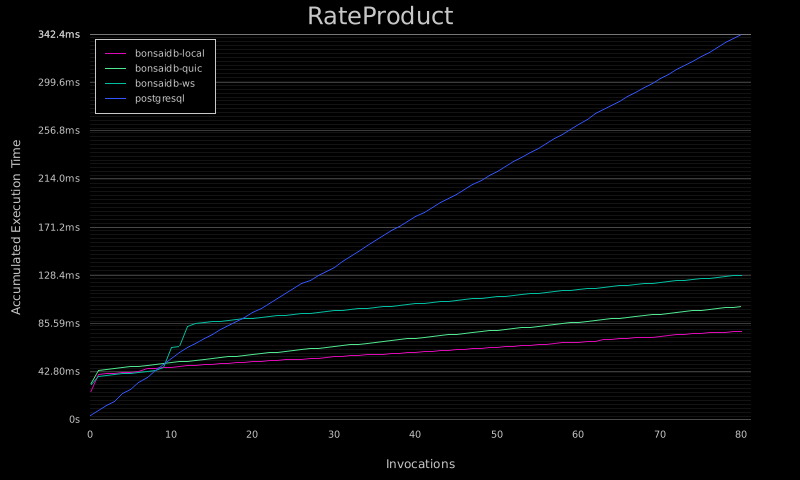 RateProduct
342.4ms
299.6ms
256.8ms
214.0ms
171.2ms
128.4ms
85.59ms
42.80ms
0s
bonsaidb-local
bonsaidb-quic
bonsaidb-ws
postgresql
Accumulated Execution Time
0 10 20 30 40 50 60 70 80
Invocations